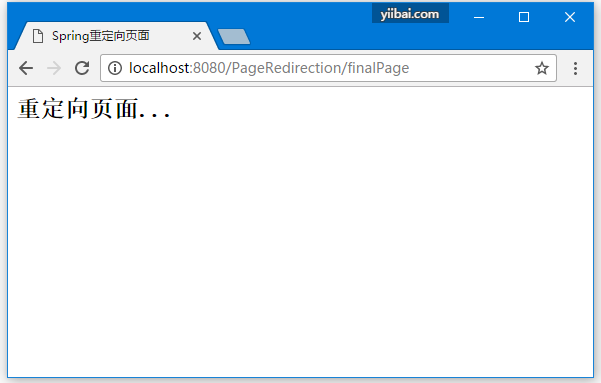 yiibai.com
Spring重定向页面
localhost:8080/PageRedirection/finalPage
重定向页面...